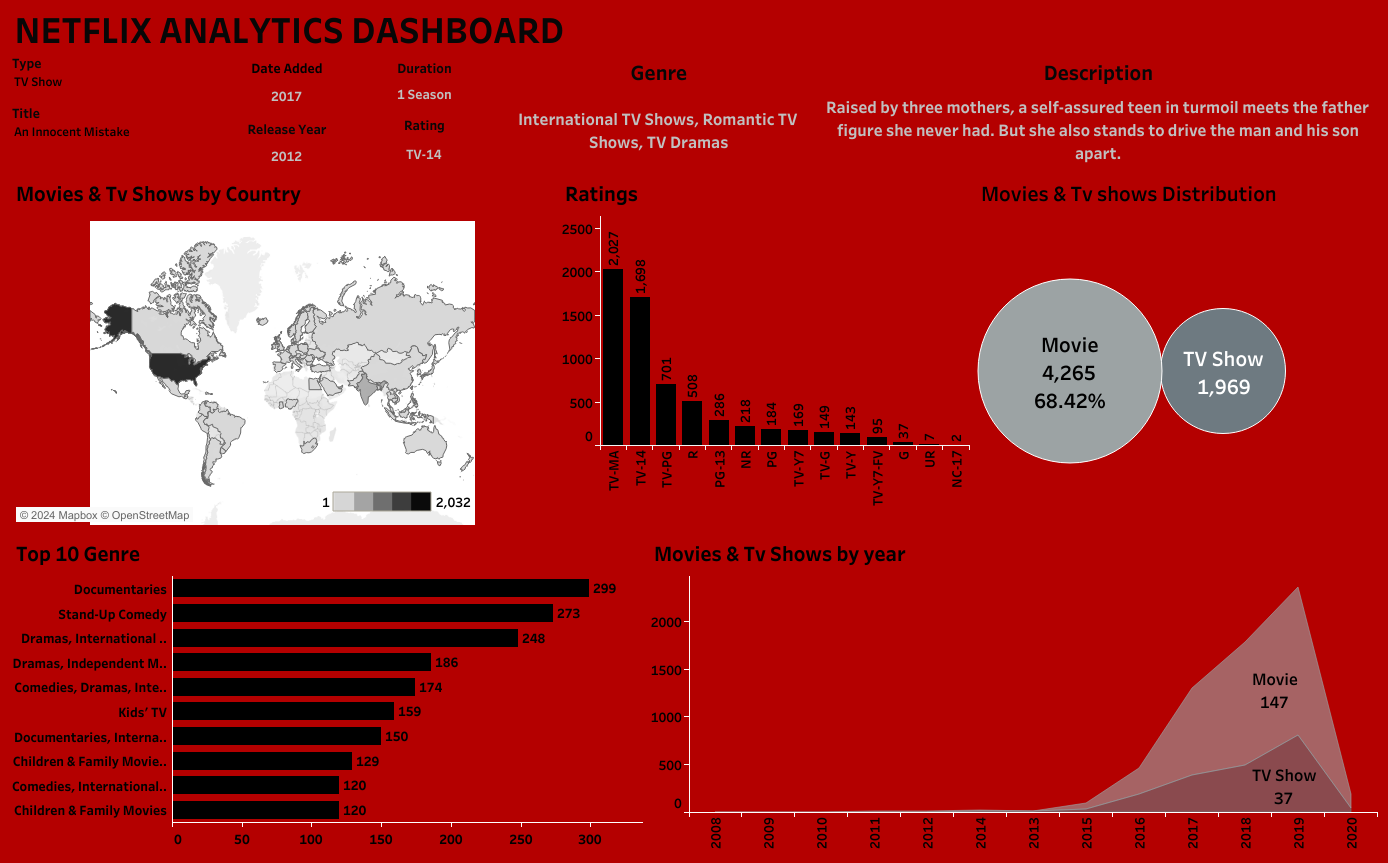 NETFLIX ANALYTICS DASHBOARD
Type
TV Show
Title
An Innocent Mistake
Date Added
2017
Release Year
2012
Duration
1 Season
Rating
TV-14
Genre
International TV Shows, Romantic TV
Shows, TV Dramas
Description
Raised by three mothers, a self-assured teen in turmoil meets the father
figure she never had. But she also stands to drive the man and his son
apart.
Movies & Tv Shows by Country
1
2,032
© 2024 Mapbox © OpenStreetMap
Ratings
2500
2000
1500
1000
500
0
2,027
1,698
701
508
286
218
184
169
149
143
95
37
7
2
TV-MA
TV-14
TV-PG
R
PG-13
NR
PG
TV-Y7
TV-G
TV-Y
TV-Y7-FV
G
UR
NC-17
Movies & Tv shows Distribution
Movie
4,265
68.42%
TV Show
1,969
Top 10 Genre
Documentaries 299
Stand-Up Comedy 273
Dramas, International .. 248
Dramas, Independent M.. 186
Comedies, Dramas, Inte.. 174
Kids' TV 159
Documentaries, Interna.. 150
Children & Family Movie.. 129
Comedies, International.. 120
Children & Family Movies 120
0 50 100 150 200 250 300
Movies & Tv Shows by year
2000
1500
1000
500
0
Movie
147
TV Show
37
2008
2009
2010
2011
2012
2014
2013
2015
2016
2017
2018
2019
2020